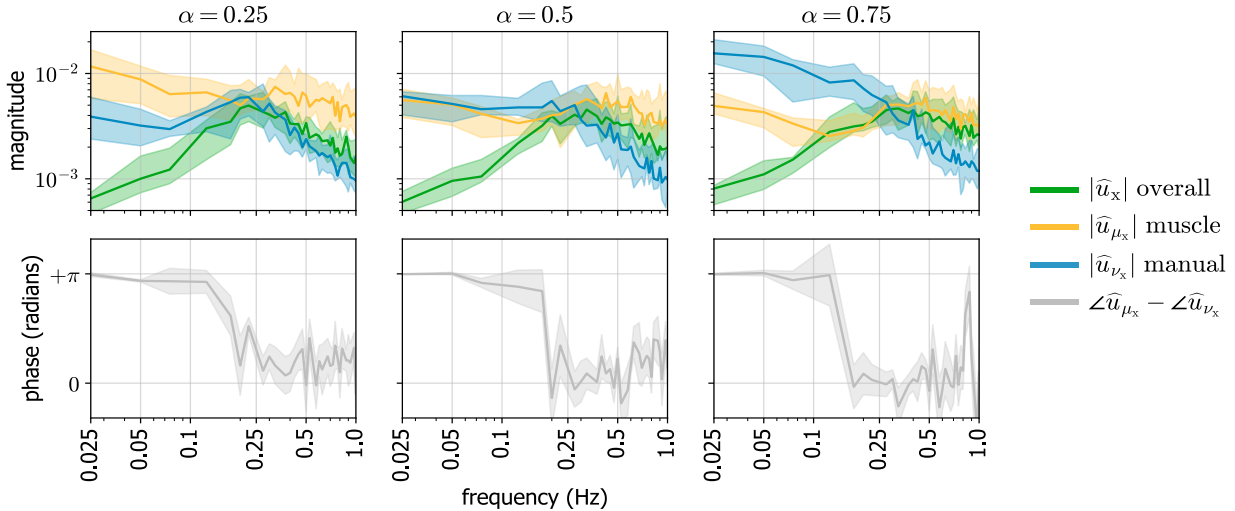 α = 0.25
α = 0.5
α = 0.75
magnitude
10⁻²
10⁻³
|û_x| overall
|û_μx| muscle
|û_νx| manual
∠û_μx − ∠û_νx
phase (radians)
+π
0
0.025 0.05 0.1 0.25 0.5 1.0
0.025 0.05 0.1 0.25 0.5 1.0
0.025 0.05 0.1 0.25 0.5 1.0
frequency (Hz)